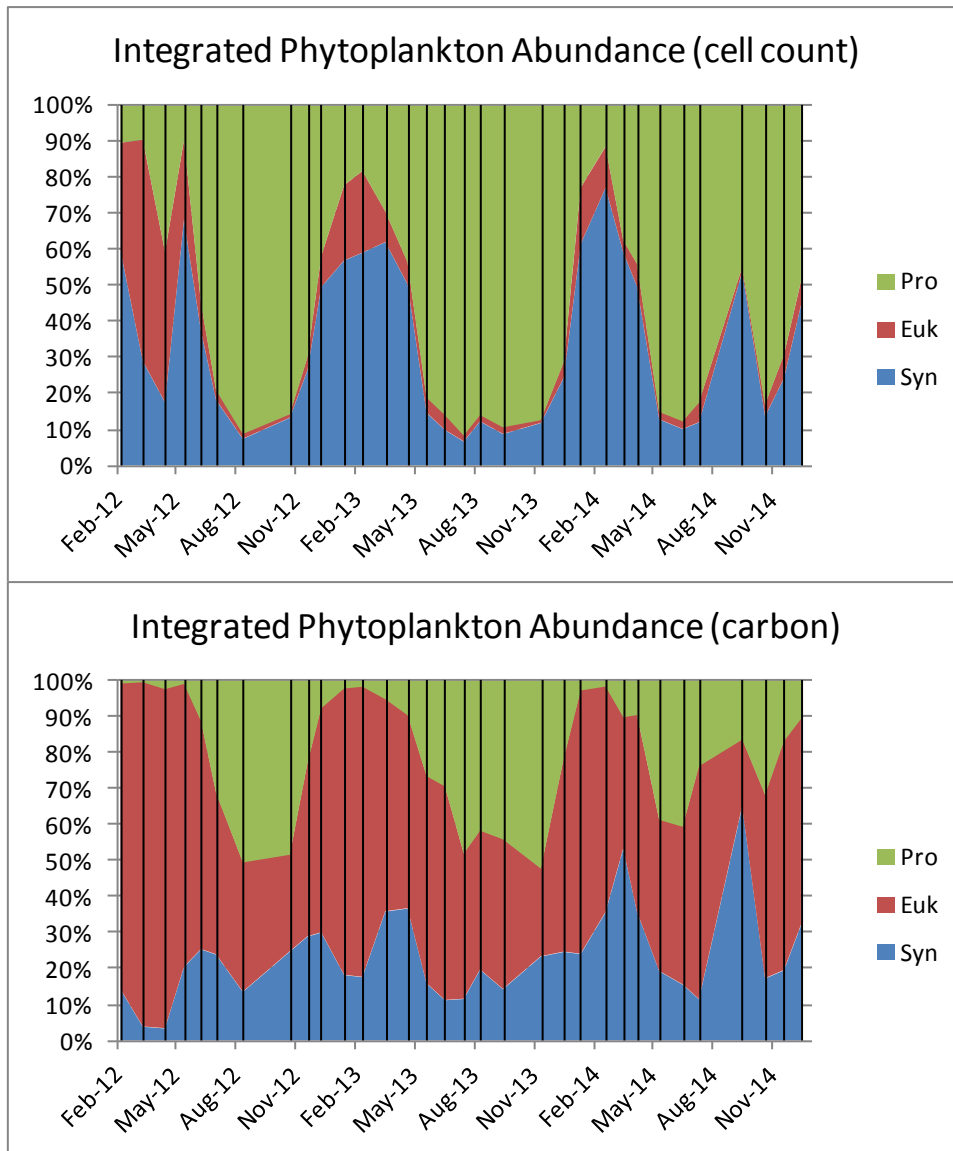 Integrated Phytoplankton Abundance (cell count)
100%
90%
80%
70%
60%
50%
40%
30%
20%
10%
0%
Feb-12
May-12
Aug-12
Nov-12
Feb-13
May-13
Aug-13
Nov-13
Feb-14
May-14
Aug-14
Nov-14
Pro
Euk
Syn
Integrated Phytoplankton Abundance (carbon)
100%
90%
80%
70%
60%
50%
40%
30%
20%
10%
0%
Feb-12
May-12
Aug-12
Nov-12
Feb-13
May-13
Aug-13
Nov-13
Feb-14
May-14
Aug-14
Nov-14
Pro
Euk
Syn